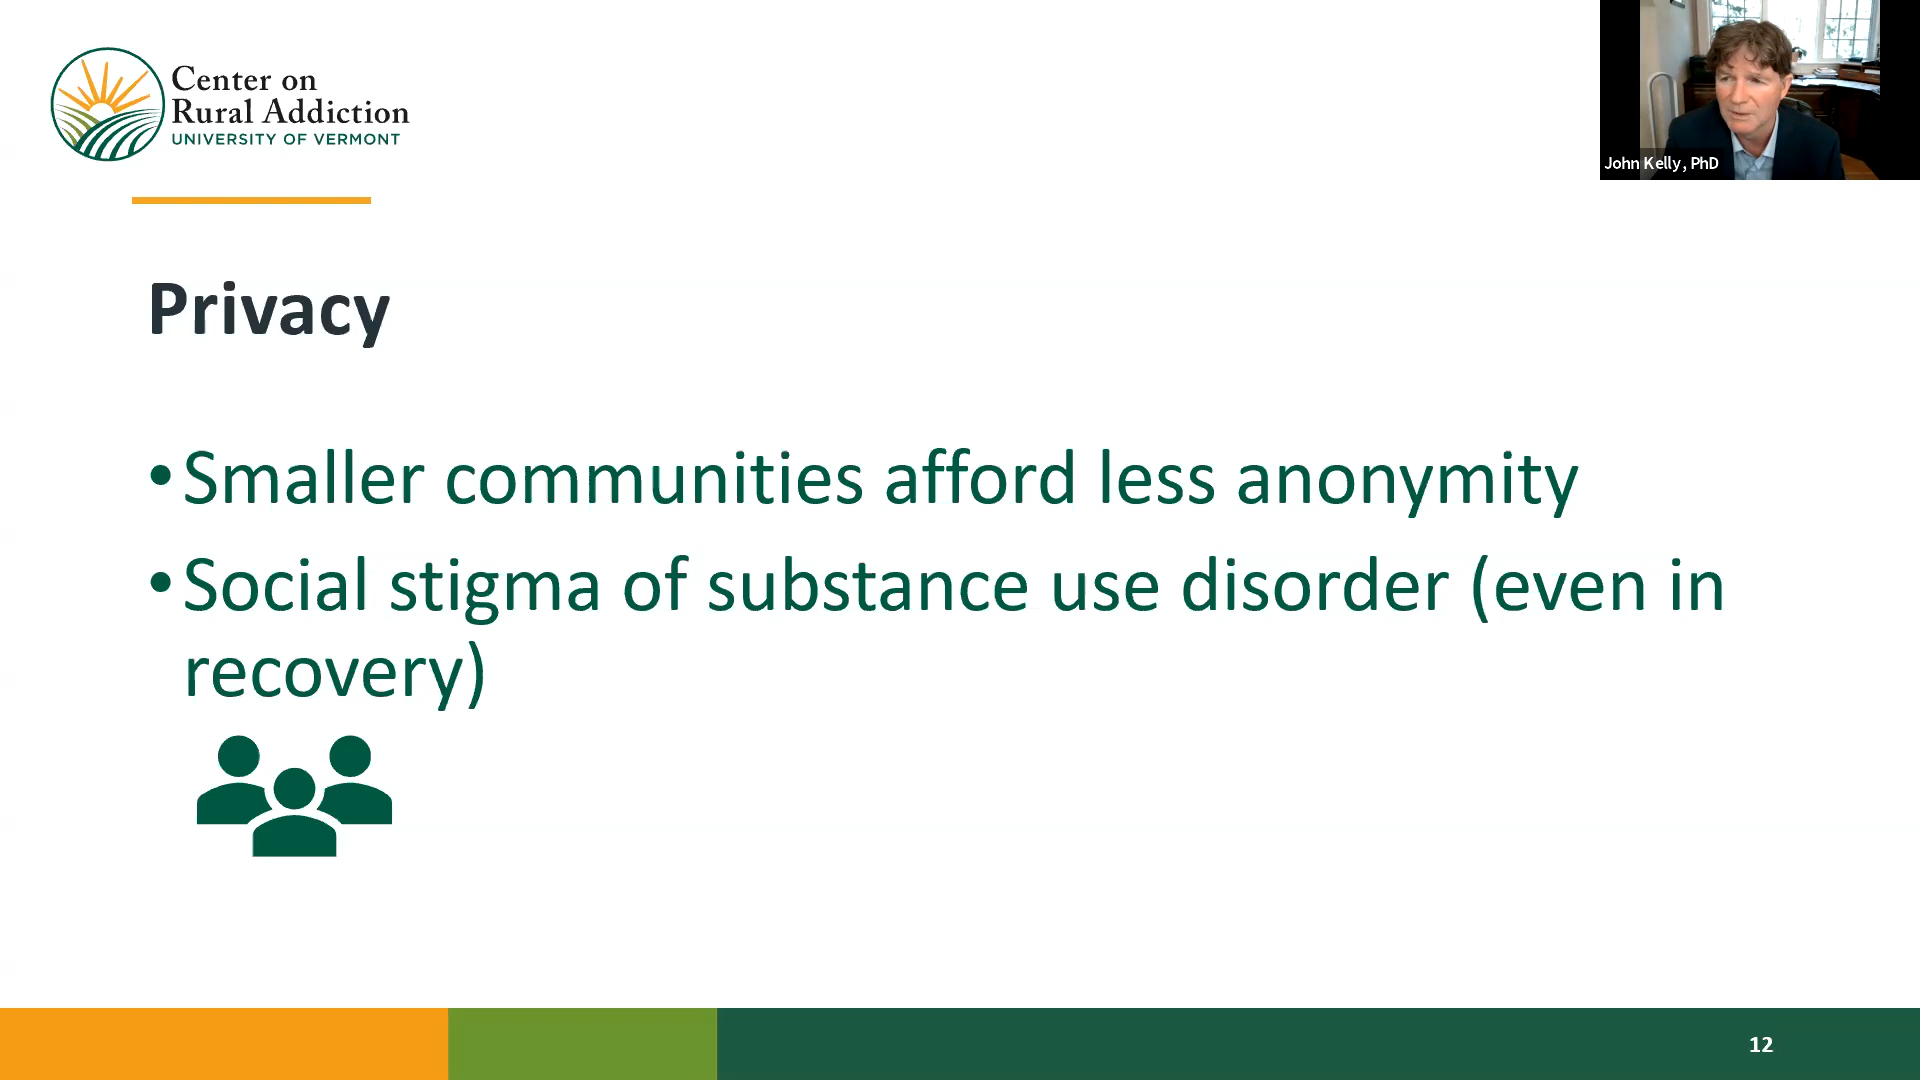 Center on
Rural Addiction
UNIVERSITY OF VERMONT
John Kelly, PhD
Privacy
• Smaller communities afford less anonymity
• Social stigma of substance use disorder (even in
recovery)
12